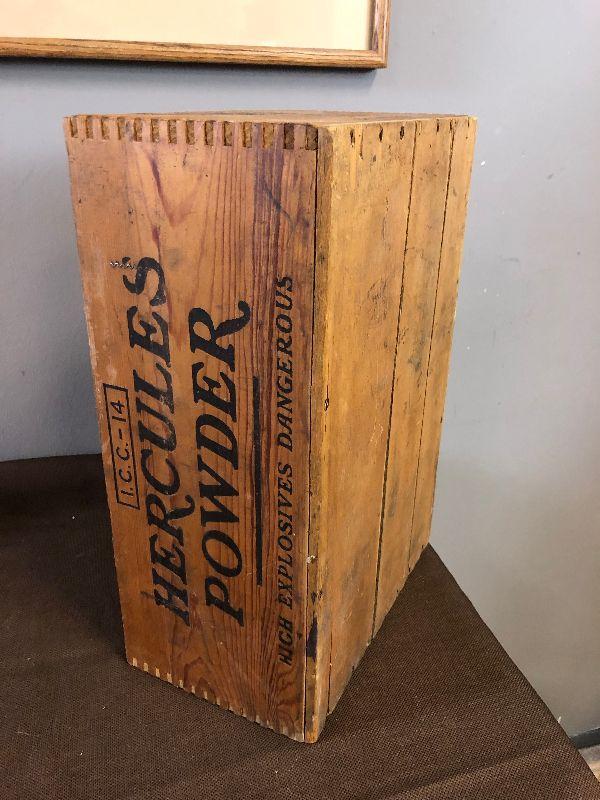 I.C.C.-14
HERCULES
POWDER
HIGH EXPLOSIVES DANGEROUS